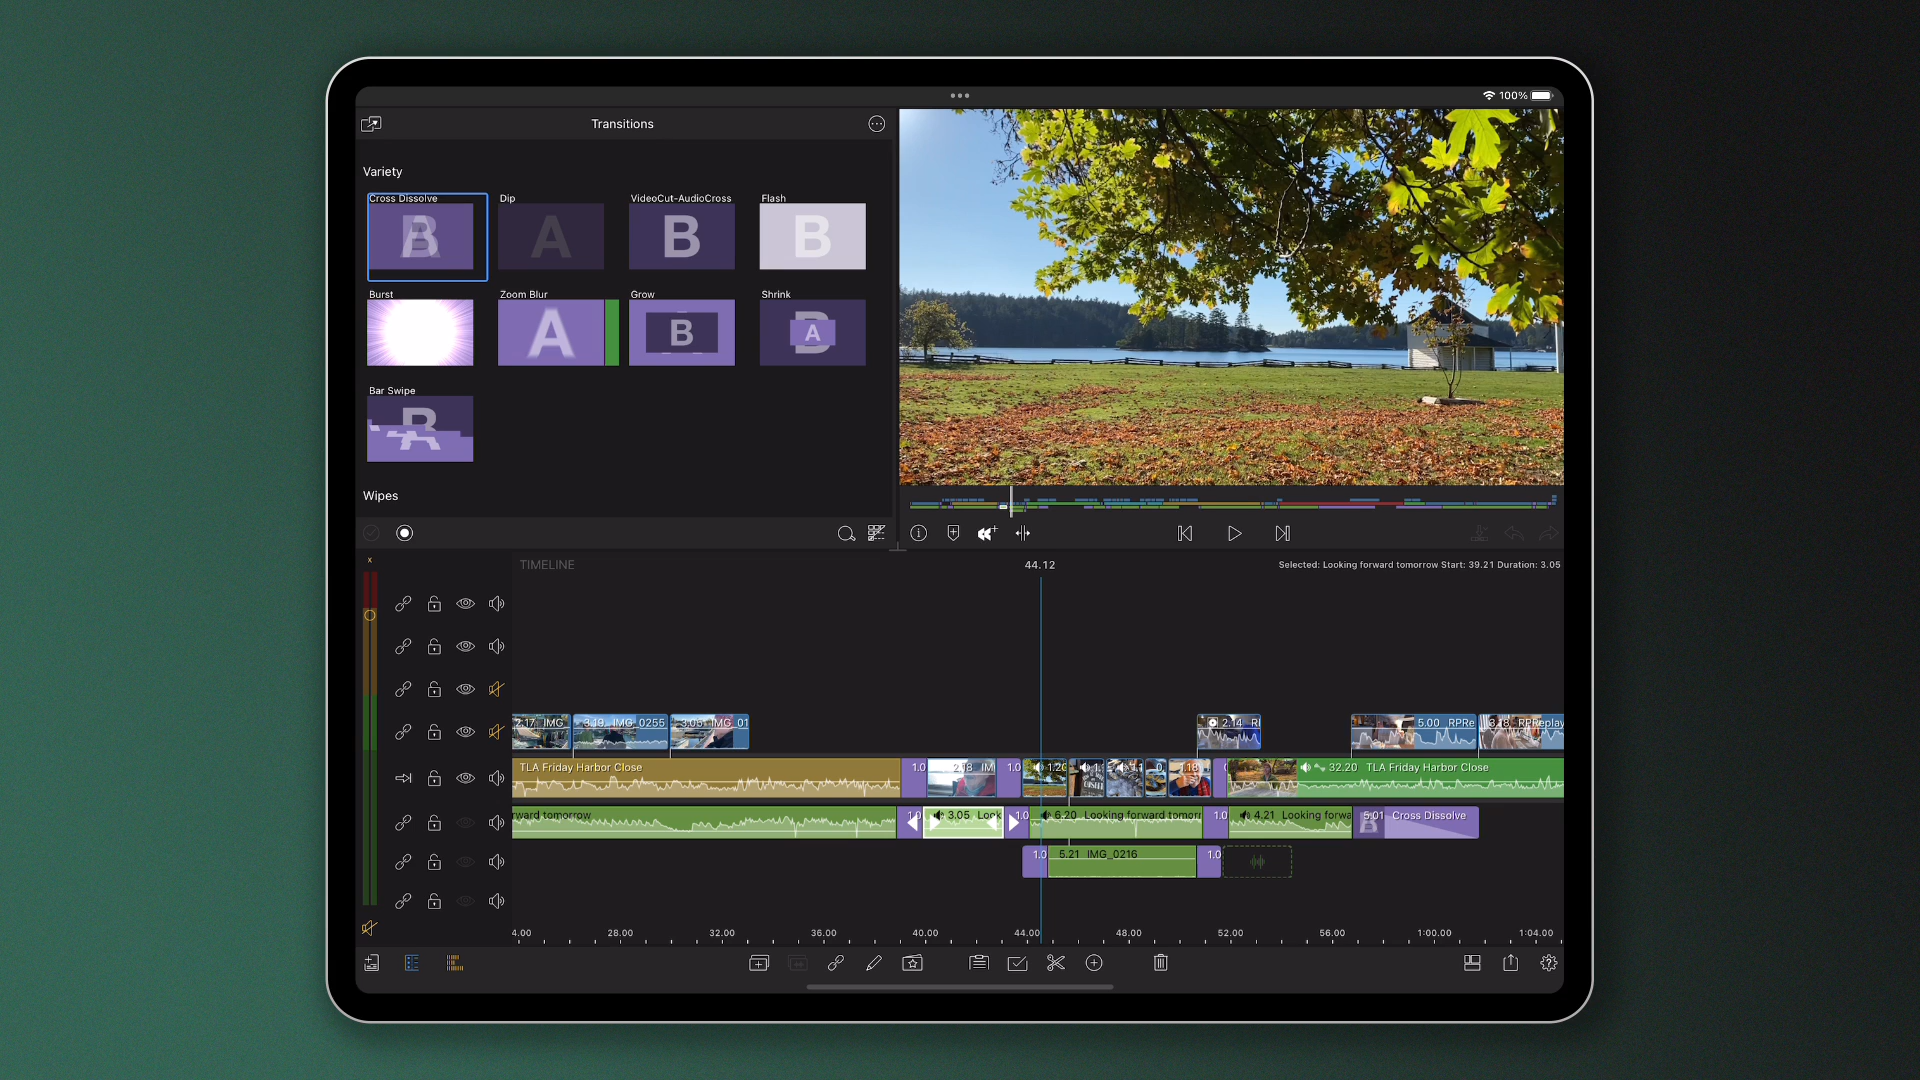 100%
Transitions
Variety
Cross Dissolve
Dip
VideoCut-AudioCross
Flash
B
A
B
B
Burst
Zoom Blur
Grow
Shrink
A
B
A
Bar Swipe
Wipes
TIMELINE
44.12
Selected: Looking forward tomorrow Start: 39.21 Duration: 3.05
2.17 IMG
3.19 IMG_0255
3.05 IMG_01
2.14 RI
5.00 RPRe
3.18 RPReplay
TLA Friday Harbor Close
1.0
2.18 IM
1.0
1.20
1.18
32.20 TLA Friday Harbor Close
rward tomorrow
1.0
3.05 Look
1.0
6.20 Looking forward tomorr
1.0
4.21 Looking forwa
5.01 Cross Dissolve
1.0
5.21 IMG_0216
1.0
4.00
28.00
32.00
36.00
40.00
44.00
48.00
52.00
56.00
1:00.00
1:04.00